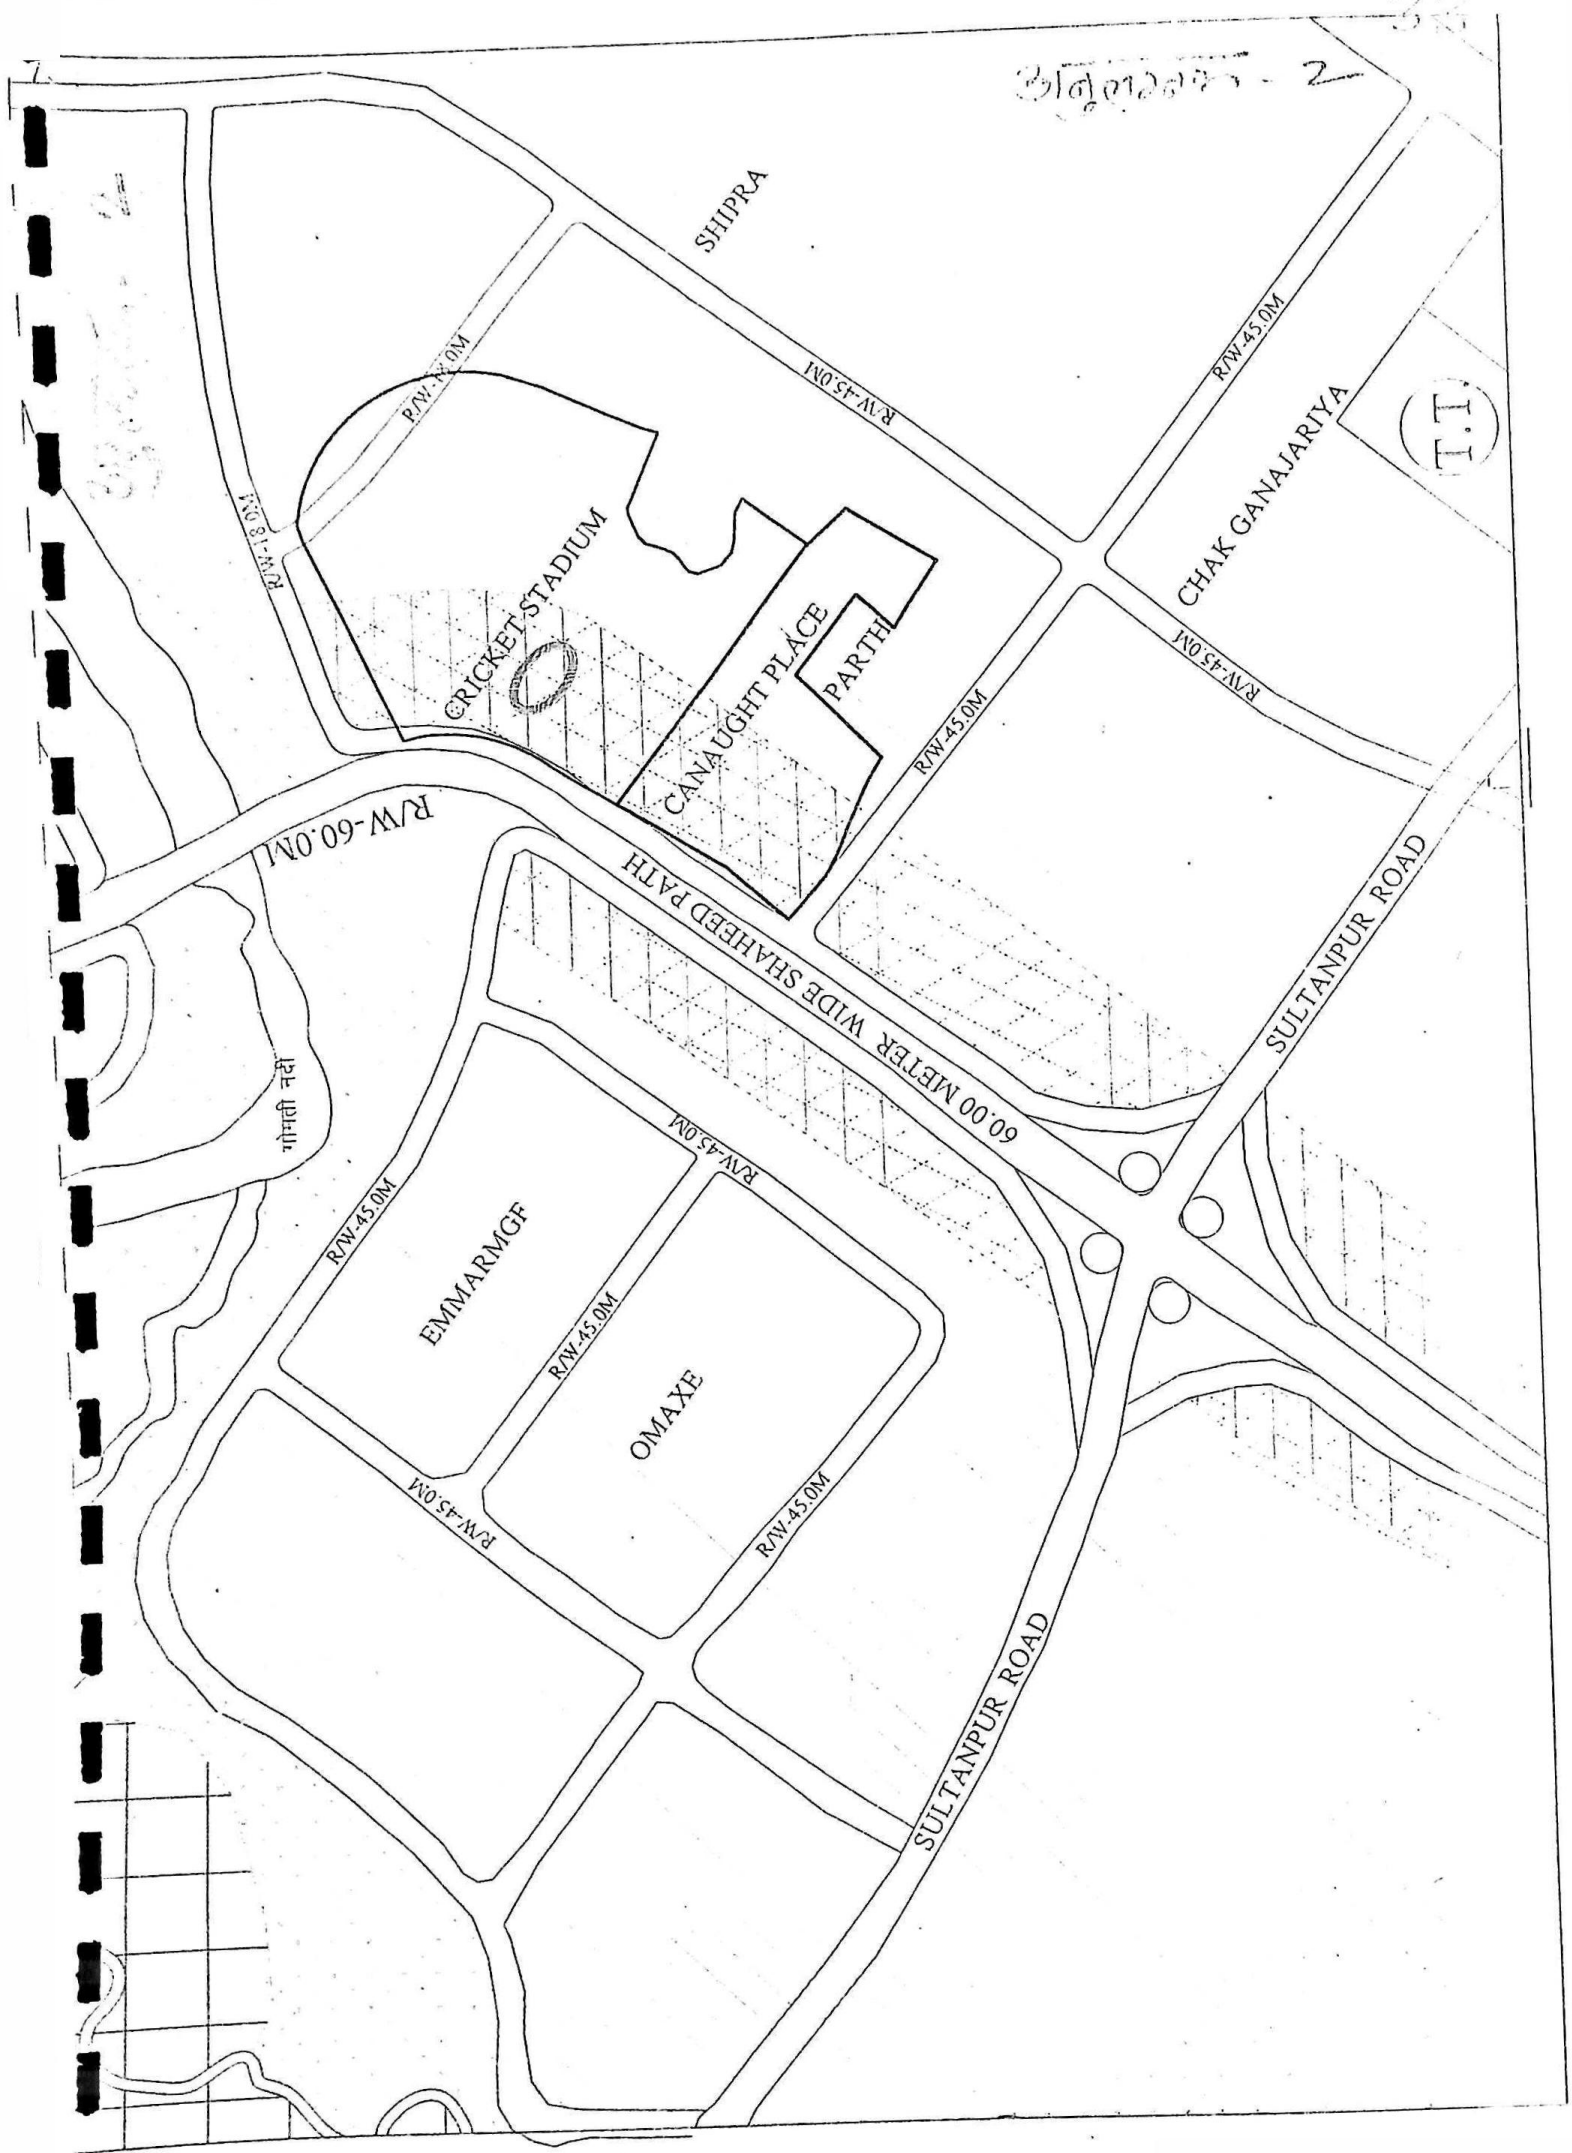 अनुलग्नक - 2
SHIPRA
R/W-45.0M
R/W-45.0M
CHAK GANAJARIYA
T.T.
R/W-18.0M
CRICKET STADIUM
CANAUGHT PLACE
PARTH
R/W-45.0M
R/W-45.0M
R/W-60.0M
60.00 METER WIDE SHAHEED PATH
SULTANPUR ROAD
गोमती नदी
R/W-45.0M
R/W-45.0M
EMMARMGF
R/W-45.0M
OMAXE
R/W-45.0M
R/W-45.0M
SULTANPUR ROAD